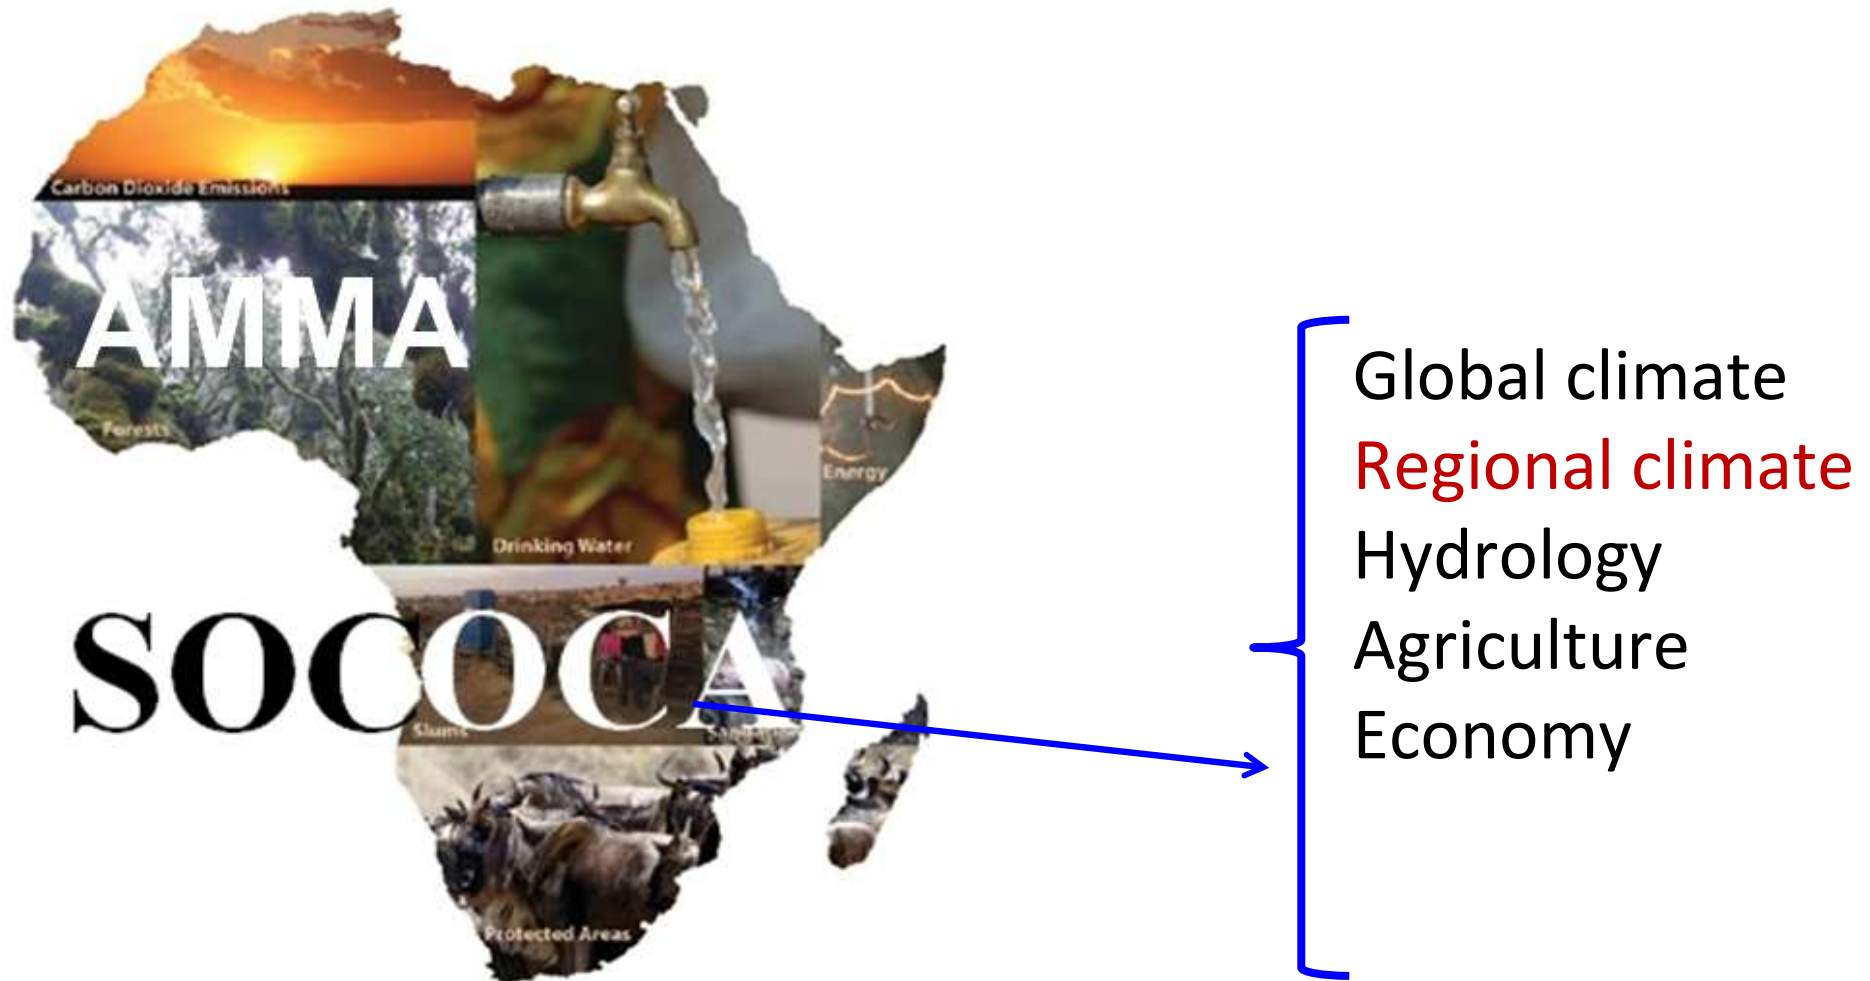 Carbon Dioxide Emissions
AMMA
Forests
Energy
Drinking Water
SOCOCA
Slums
Protected Areas
Global climate
Regional climate
Hydrology
Agriculture
Economy